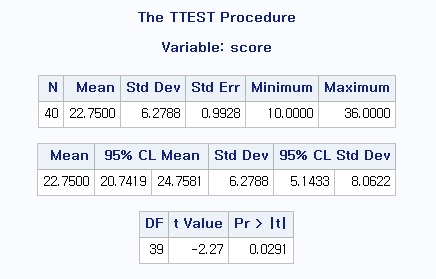 The TTEST Procedure
Variable: score
N Mean Std Dev Std Err Minimum Maximum
40 22.7500 6.2788 0.9928 10.0000 36.0000
Mean 95% CL Mean Std Dev 95% CL Std Dev
22.7500 20.7419 24.7581 6.2788 5.1433 8.0622
DF t Value Pr > |t|
39 -2.27 0.0291